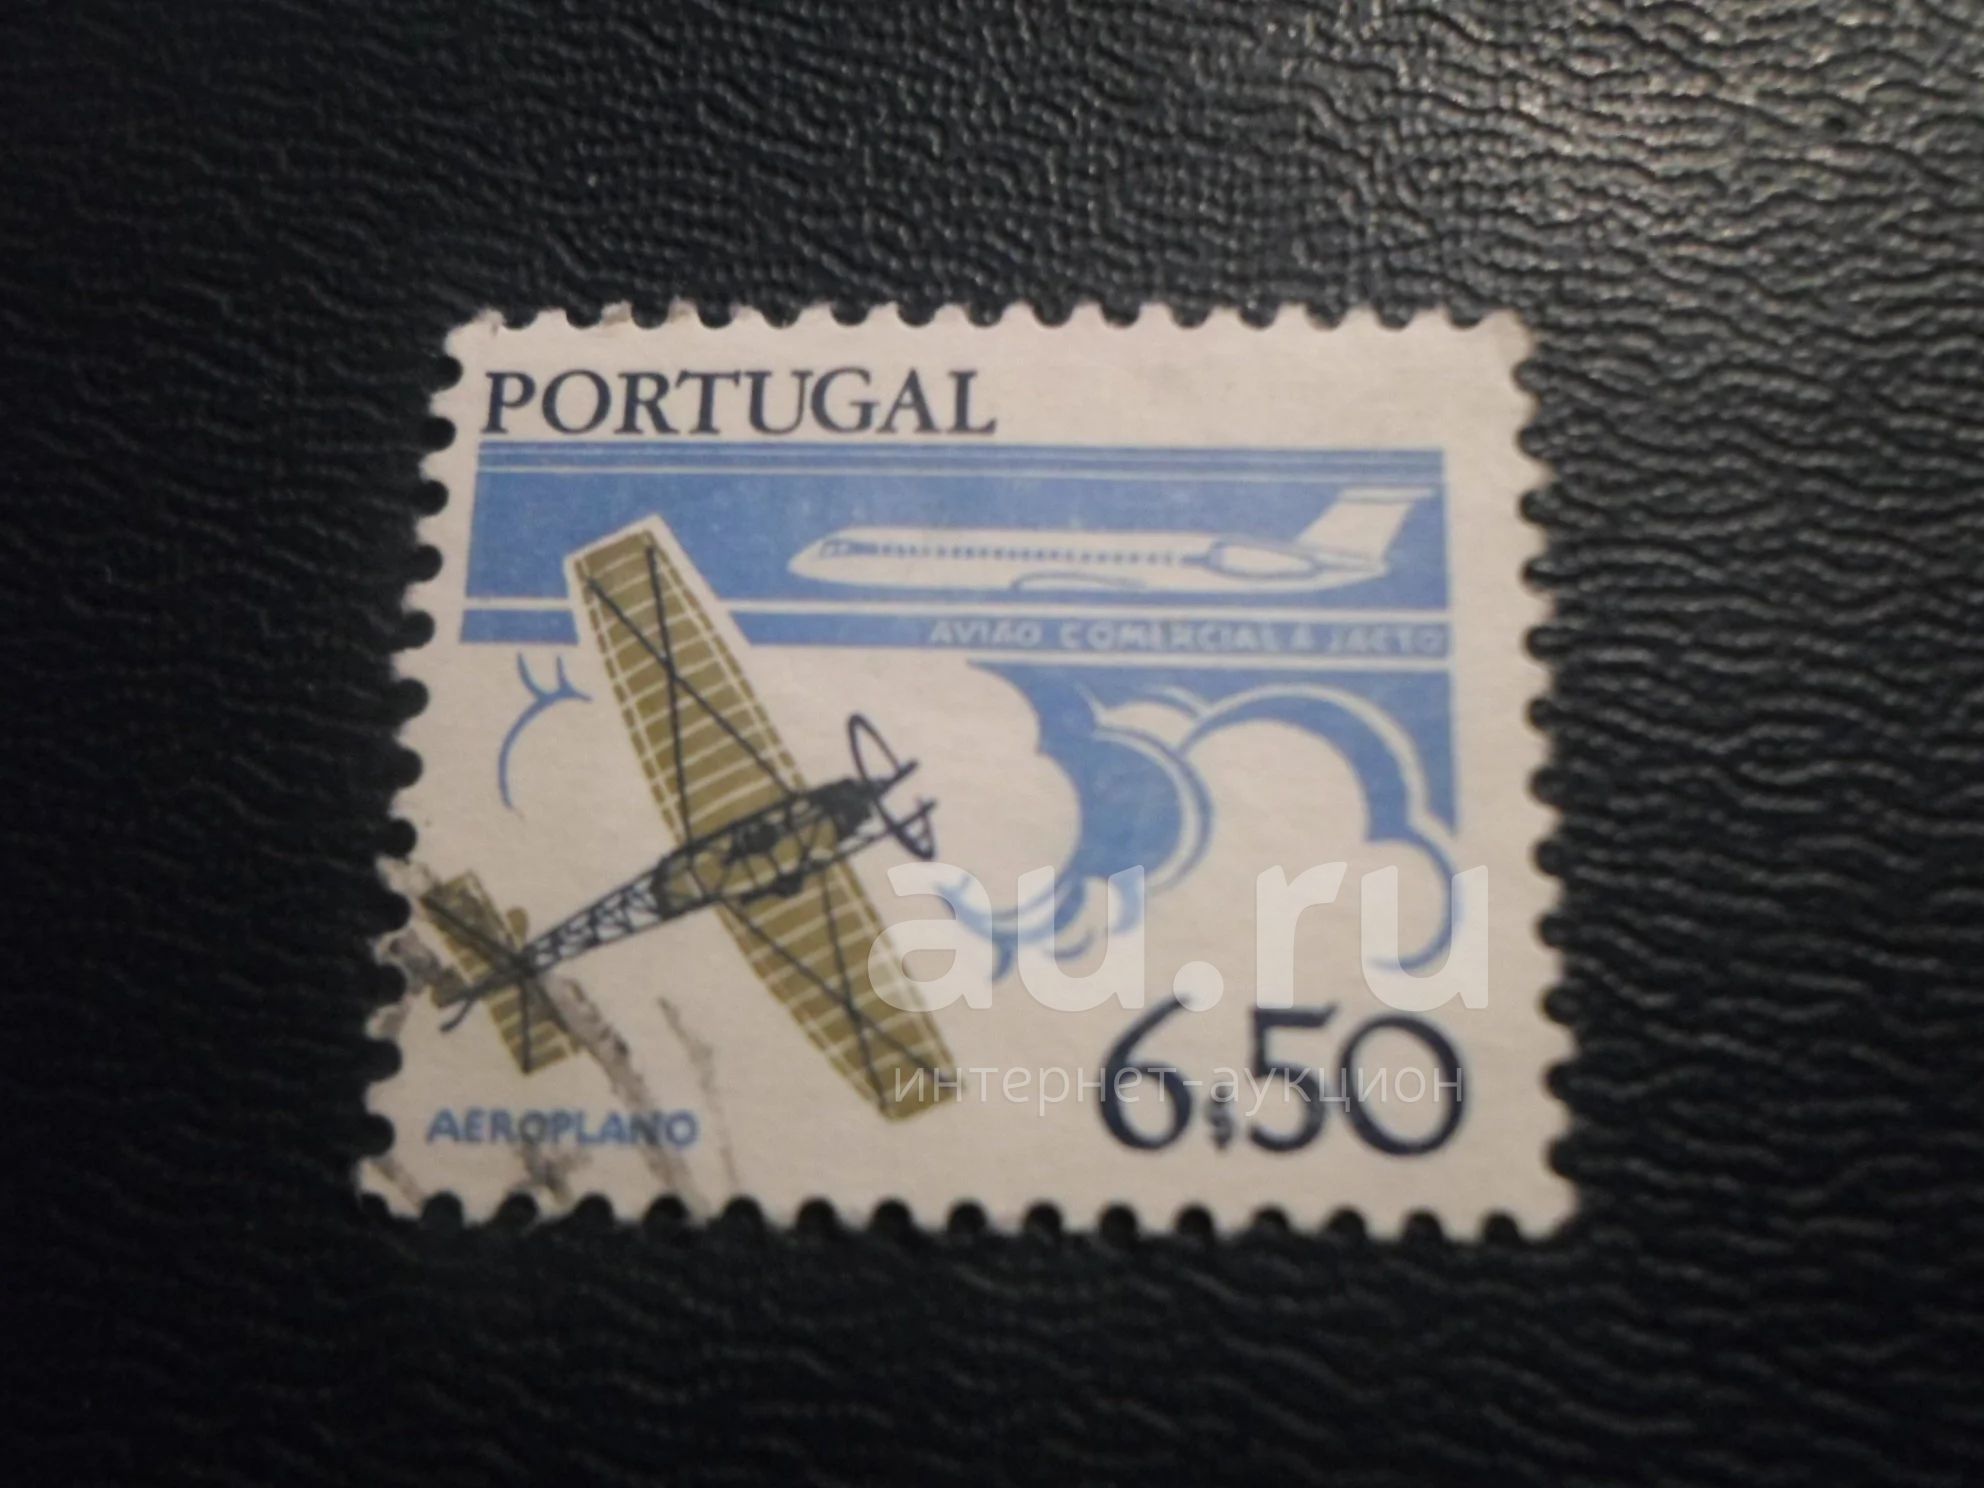 PORTUGAL
AVIÃO COMERCIAL A JACTO
au.ru
интернет-аукцион
6$50
AEROPLANO